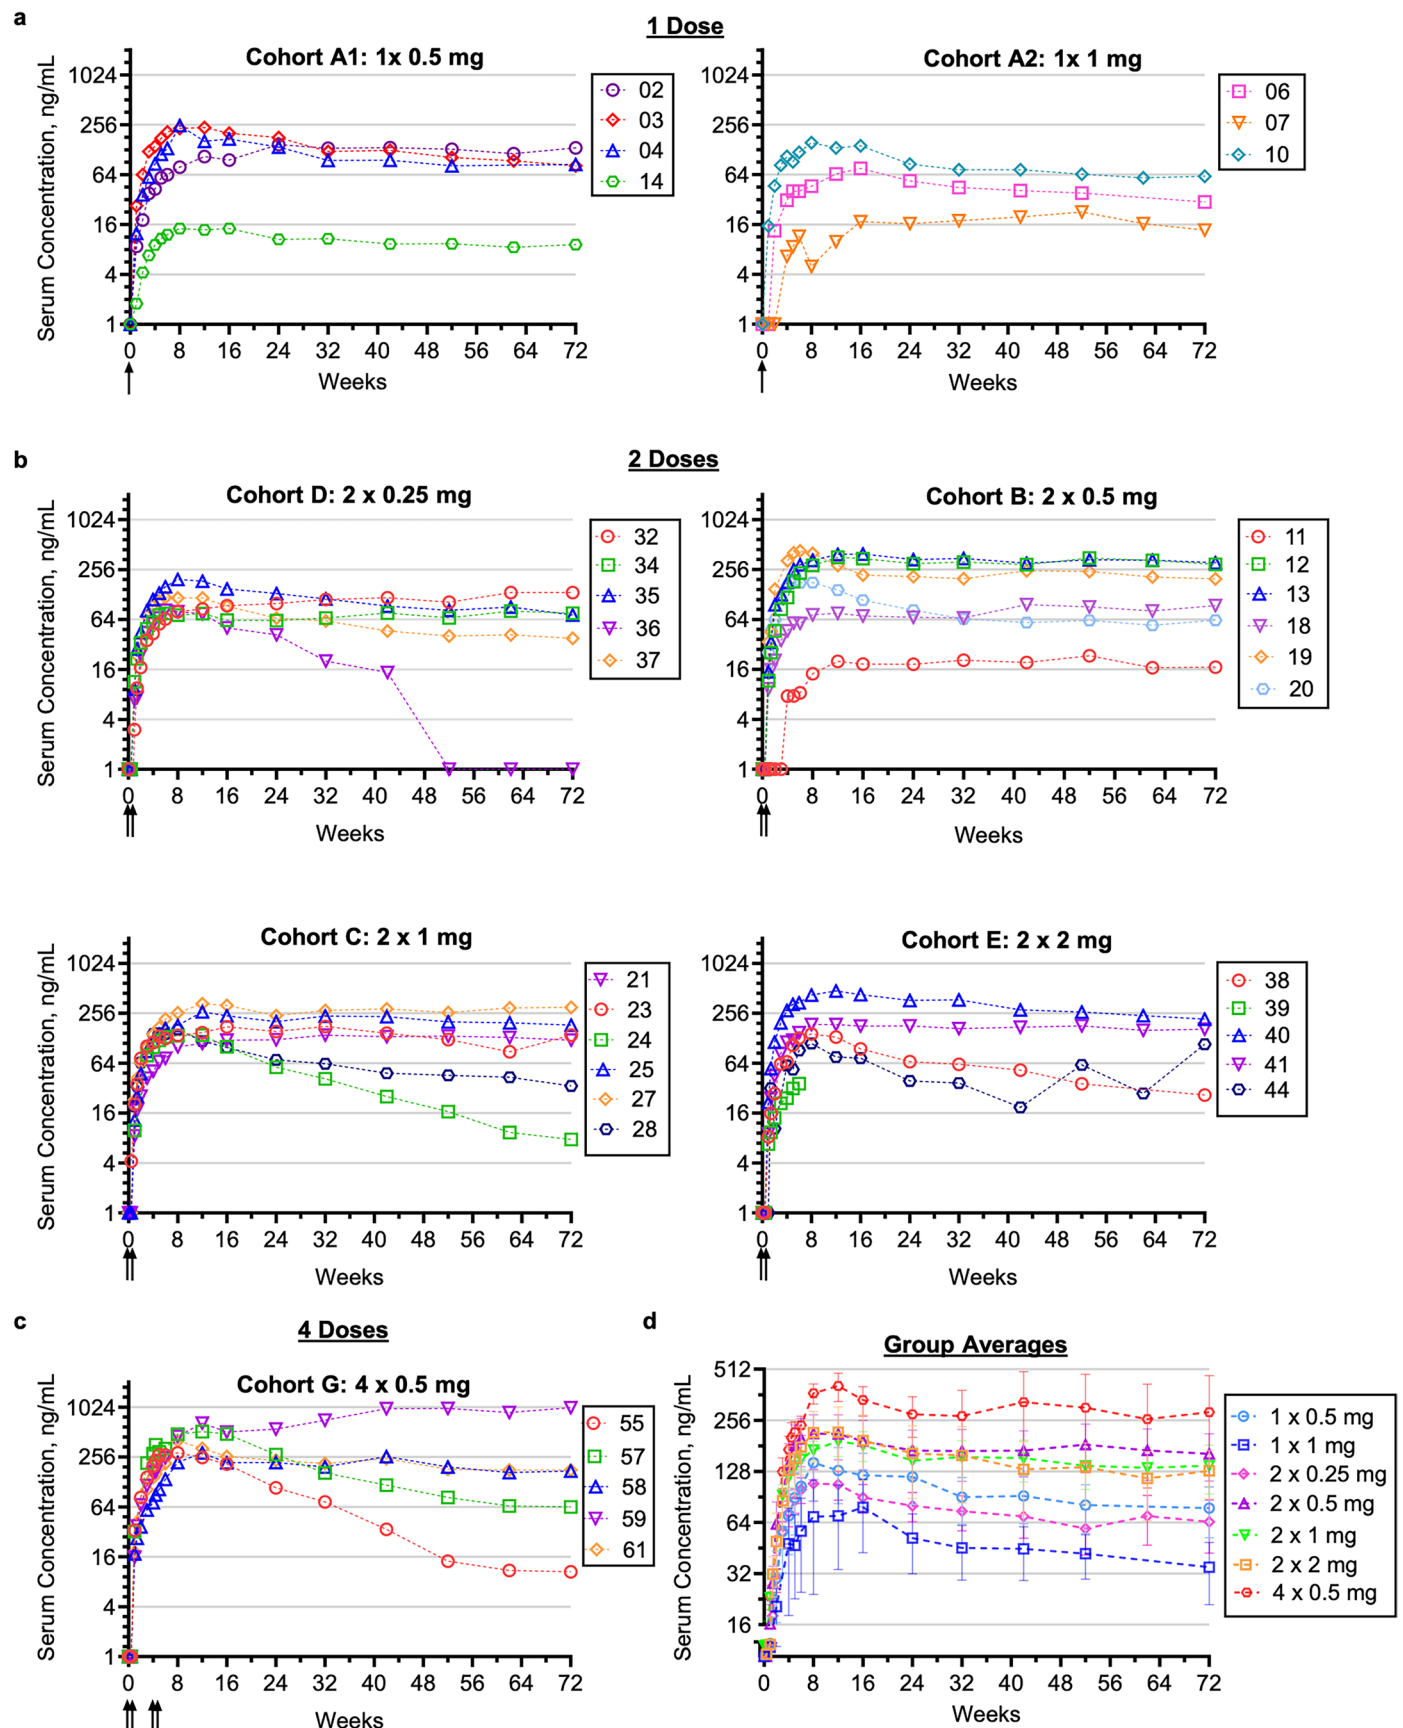 a
1 Dose
Cohort A1: 1x 0.5 mg
Serum Concentration, ng/mL
1024
256
64
16
4
1
0 8 16 24 32 40 48 56 64 72
Weeks
02
03
04
14
Cohort A2: 1x 1 mg
1024
256
64
16
4
1
0 8 16 24 32 40 48 56 64 72
Weeks
06
07
10
b
2 Doses
Cohort D: 2 x 0.25 mg
Serum Concentration, ng/mL
1024
256
64
16
4
1
0 8 16 24 32 40 48 56 64 72
Weeks
32
34
35
36
37
Cohort B: 2 x 0.5 mg
1024
256
64
16
4
1
0 8 16 24 32 40 48 56 64 72
Weeks
11
12
13
18
19
20
Cohort C: 2 x 1 mg
Serum Concentration, ng/mL
1024
256
64
16
4
1
0 8 16 24 32 40 48 56 64 72
Weeks
21
23
24
25
27
28
Cohort E: 2 x 2 mg
1024
256
64
16
4
1
0 8 16 24 32 40 48 56 64 72
Weeks
38
39
40
41
44
c
4 Doses
Cohort G: 4 x 0.5 mg
Serum Concentration, ng/mL
1024
256
64
16
4
1
0 8 16 24 32 40 48 56 64 72
Weeks
55
57
58
59
61
d
Group Averages
Serum Concentration, ng/mL
512
256
128
64
32
16
0 8 16 24 32 40 48 56 64 72
Weeks
1 x 0.5 mg
1 x 1 mg
2 x 0.25 mg
2 x 0.5 mg
2 x 1 mg
2 x 2 mg
4 x 0.5 mg